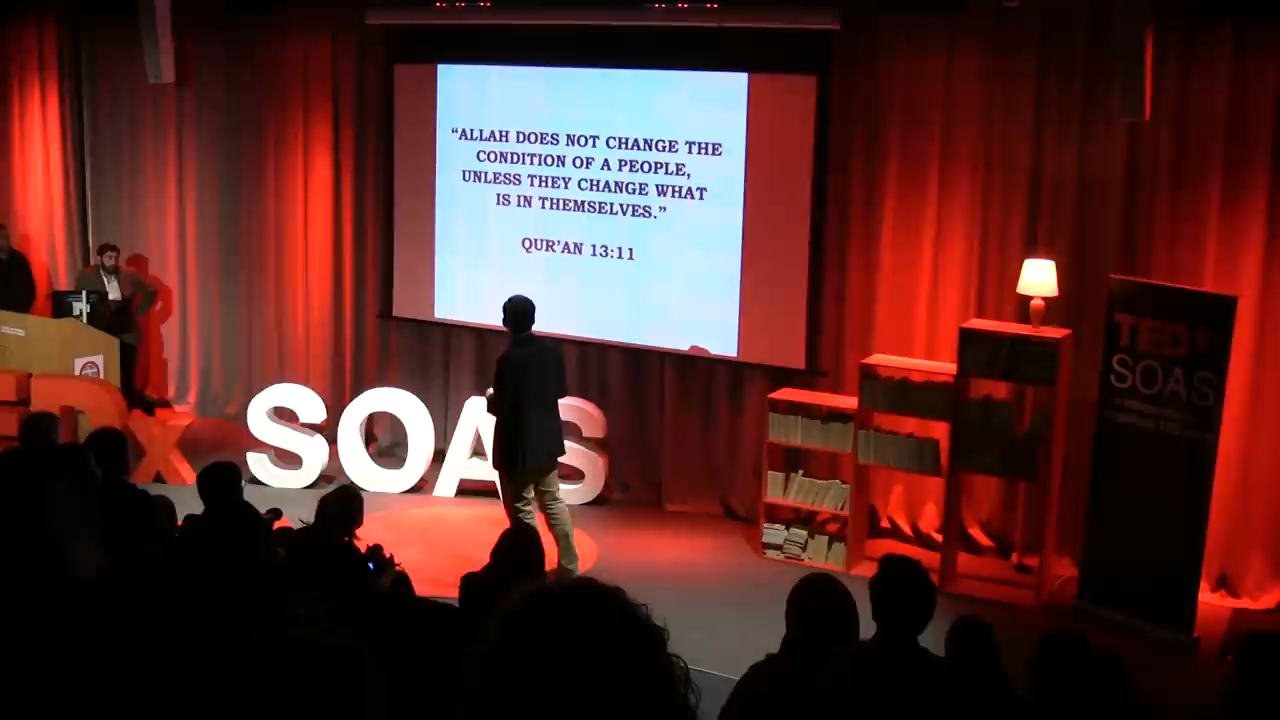 “ALLAH DOES NOT CHANGE THE
CONDITION OF A PEOPLE,
UNLESS THEY CHANGE WHAT
IS IN THEMSELVES.”
QUR’AN 13:11
EDx
SOAS
TEDx
SOAS